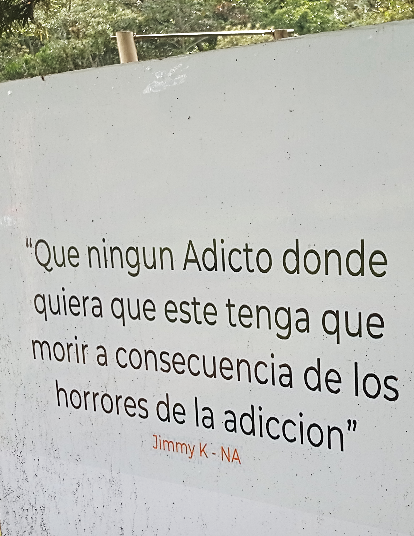 "Que ningun Adicto donde
quiera que este tenga que
morir a consecuencia de los
horrores de la adiccion"
Jimmy K - NA